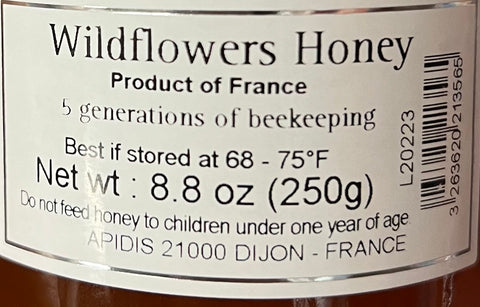 Wildflowers Honey
Product of France
5 generations of beekeeping
Best if stored at 68 - 75°F
Net wt : 8.8 oz (250g)
Do not feed honey to children under one year of age
APIDIS 21000 DIJON - FRANCE
L20223
3 263620 213565